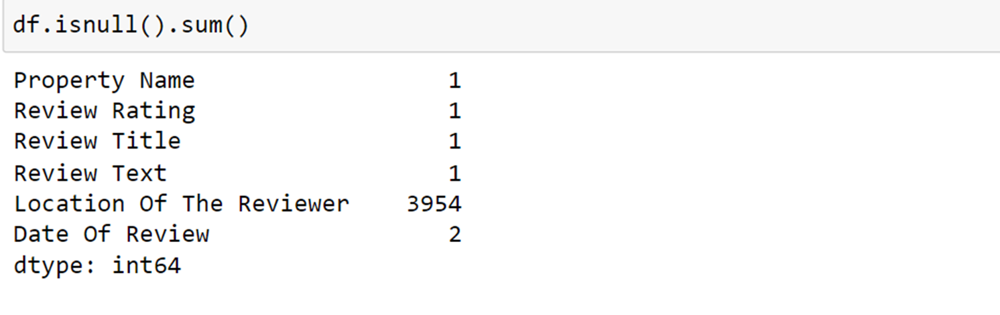 df.isnull().sum()
Property Name 1
Review Rating 1
Review Title 1
Review Text 1
Location Of The Reviewer 3954
Date Of Review 2
dtype: int64